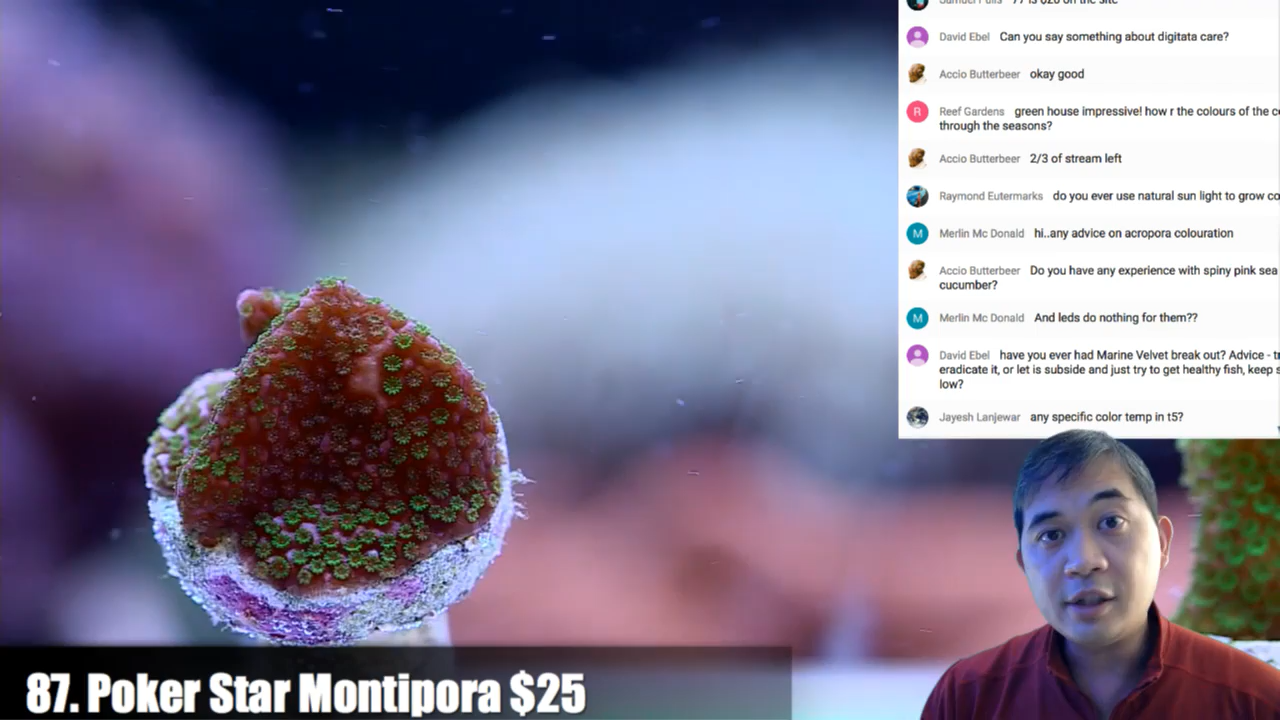 $20 on the site
David Ebel Can you say something about digitata care?
Accio Butterbeer okay good
R Reef Gardens green house impressive! how r the colours of the
through the seasons?
Accio Butterbeer 2/3 of stream left
Raymond Eutermarks do you ever use natural sun light to grow
M Merlin Mc Donald hi..any advice on acropora colouration
Accio Butterbeer Do you have any experience with spiny pink sea
cucumber?
M Merlin Mc Donald And leds do nothing for them??
David Ebel have you ever had Marine Velvet break out? Advice -
eradicate it, or let is subside and just try to get healthy fish, keep
low?
Jayesh Lanjewar any specific color temp in t5?
87. Poker Star Montipora $25